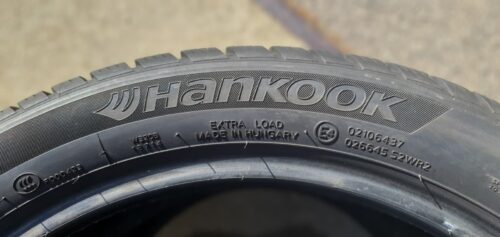 Hankook
EXTRA LOAD
MADE IN HUNGARY
E4
02106437
026645 S2WR2